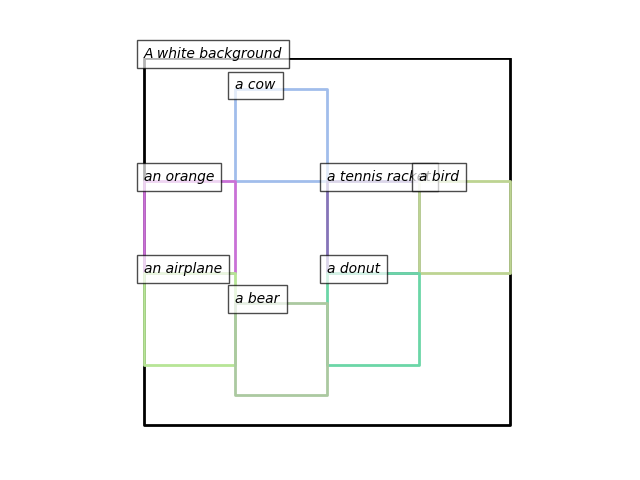 A white background
a cow
an orange
a tennis racket
a bird
an airplane
a donut
a bear